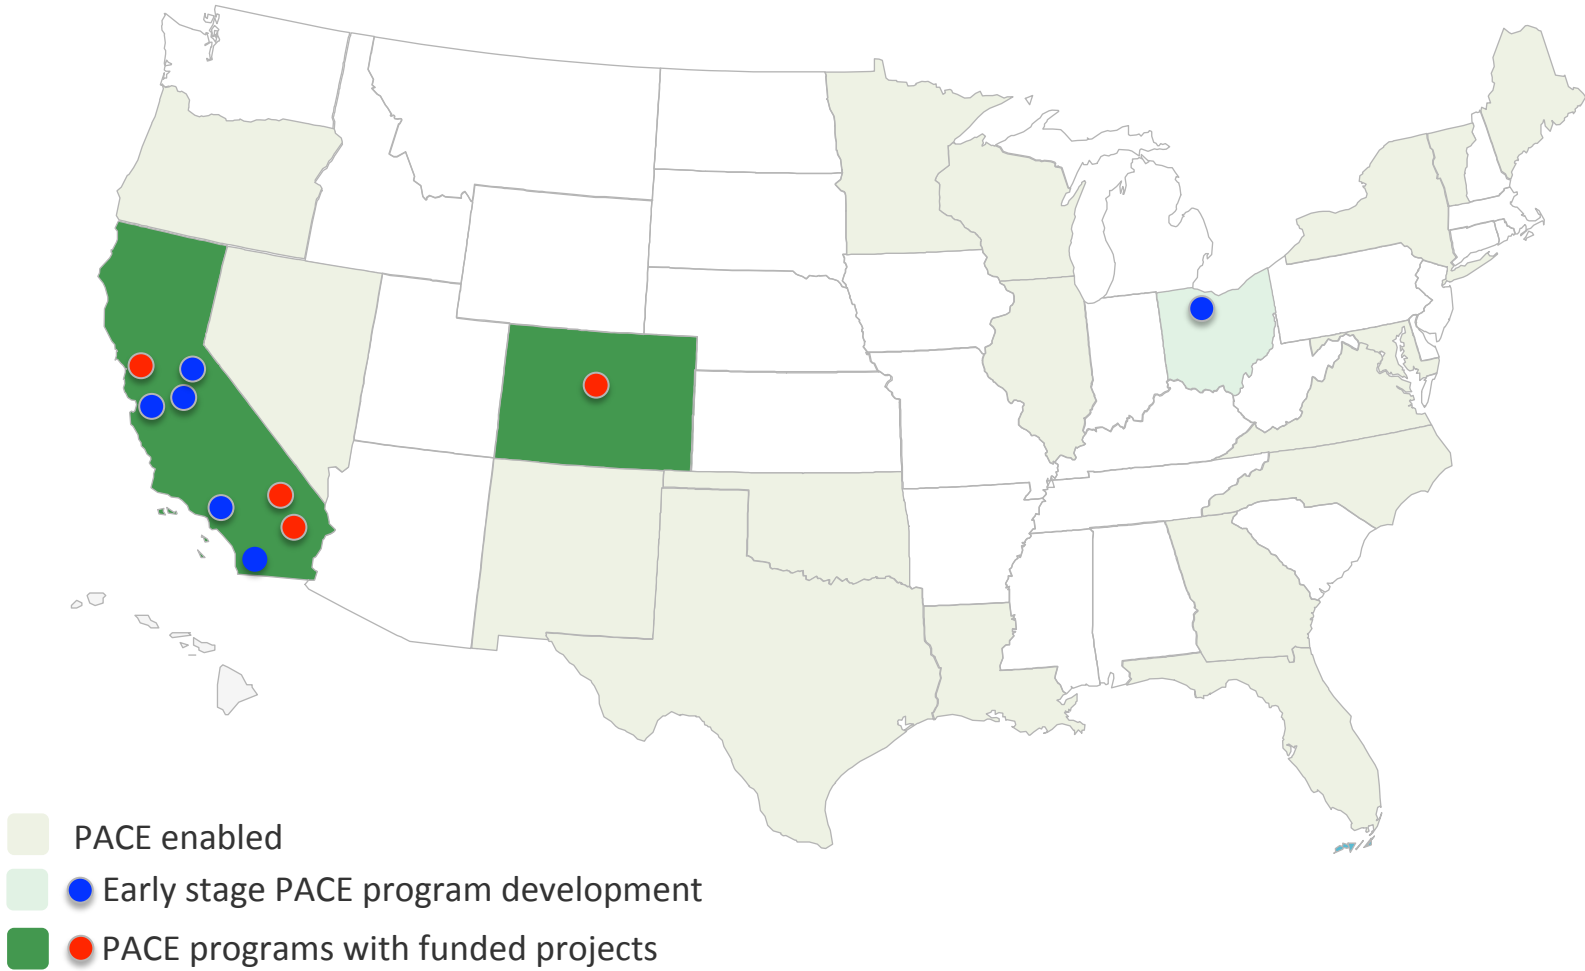 PACE enabled
Early stage PACE program development
PACE programs with funded projects